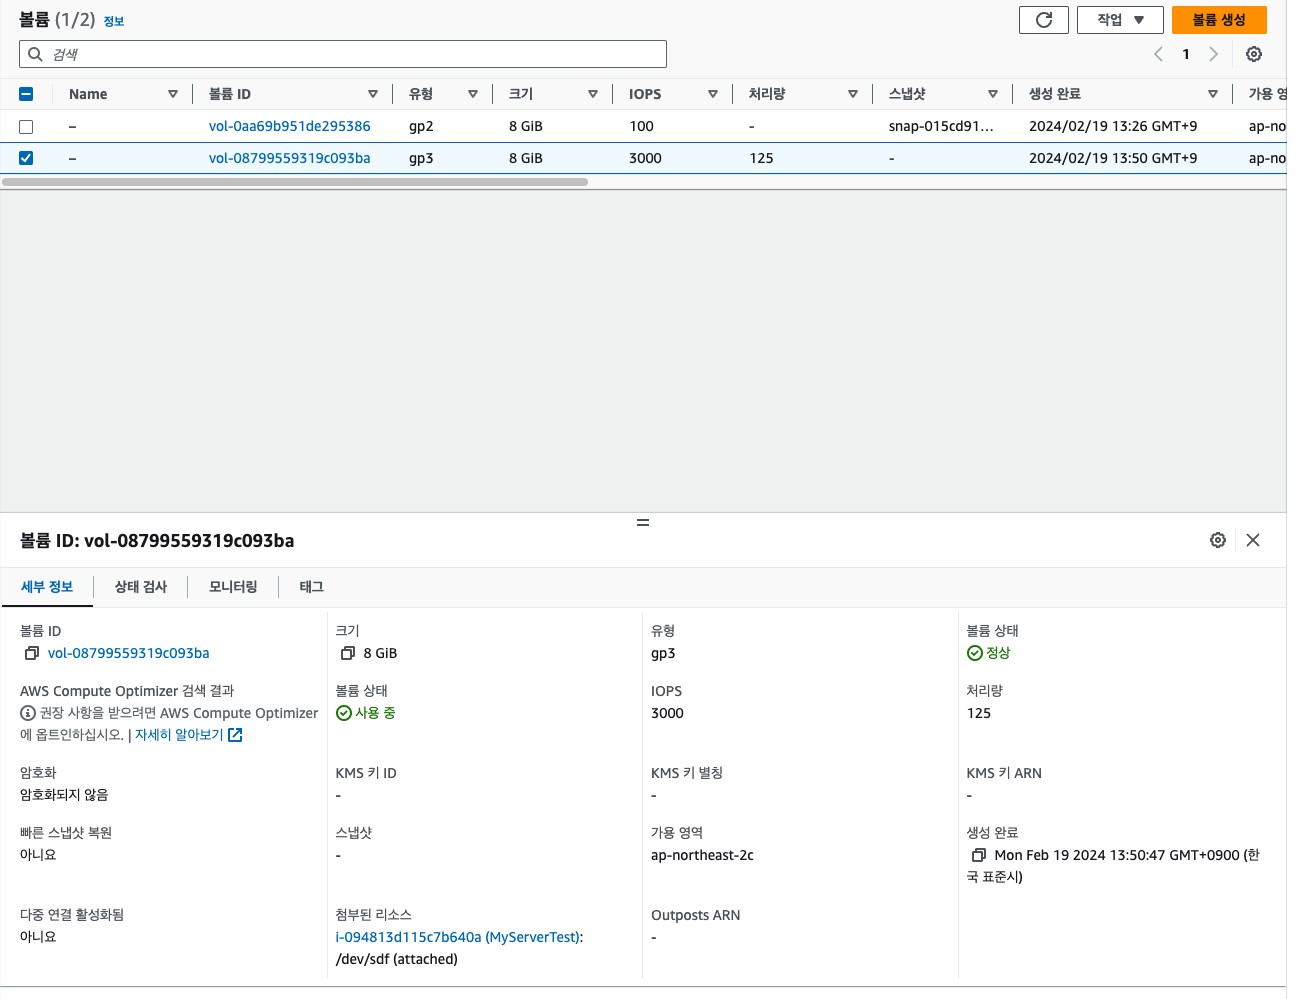 볼륨 (1/2) 정보
작업
볼륨 생성
검색
1
Name 볼륨 ID 유형 크기 IOPS 처리량 스냅샷 생성 완료 가용 영
– vol-0aa69b951de295386 gp2 8 GiB 100 - snap-015cd91... 2024/02/19 13:26 GMT+9 ap-no
– vol-08799559319c093ba gp3 8 GiB 3000 125 - 2024/02/19 13:50 GMT+9 ap-no
볼륨 ID: vol-08799559319c093ba
세부 정보 상태 검사 모니터링 태그
볼륨 ID 크기 유형 볼륨 상태
vol-08799559319c093ba 8 GiB gp3 정상
AWS Compute Optimizer 검색 결과 볼륨 상태 IOPS 처리량
권장 사항을 받으려면 AWS Compute Optimizer 사용 중 3000 125
에 옵트인하십시오. | 자세히 알아보기
암호화 KMS 키 ID KMS 키 별칭 KMS 키 ARN
암호화되지 않음 - - -
빠른 스냅샷 복원 스냅샷 가용 영역 생성 완료
아니요 - ap-northeast-2c Mon Feb 19 2024 13:50:47 GMT+0900 (한
국 표준시)
다중 연결 활성화됨 첨부된 리소스 Outposts ARN
아니요 i-094813d115c7b640a (MyServerTest): -
/dev/sdf (attached)